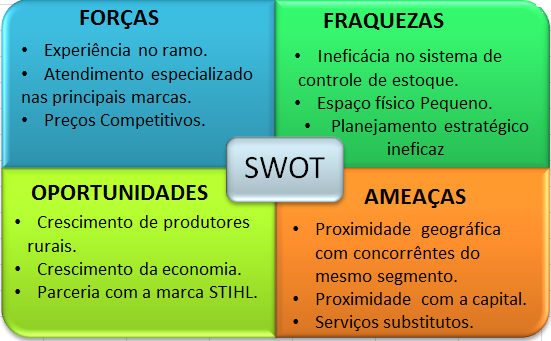 FORÇAS
• Experiência no ramo.
• Atendimento especializado
nas principais marcas.
• Preços Competitivos.
FRAQUEZAS
• Ineficácia no sistema de
controle de estoque.
• Espaço físico Pequeno.
• Planejamento estratégico
ineficaz
SWOT
OPORTUNIDADES
• Crescimento de produtores
rurais.
• Crescimento da economia.
• Parceria com a marca STIHL.
AMEAÇAS
• Proximidade geográfica
com concorrêntes do
mesmo segmento.
• Proximidade com a capital.
• Serviços substitutos.